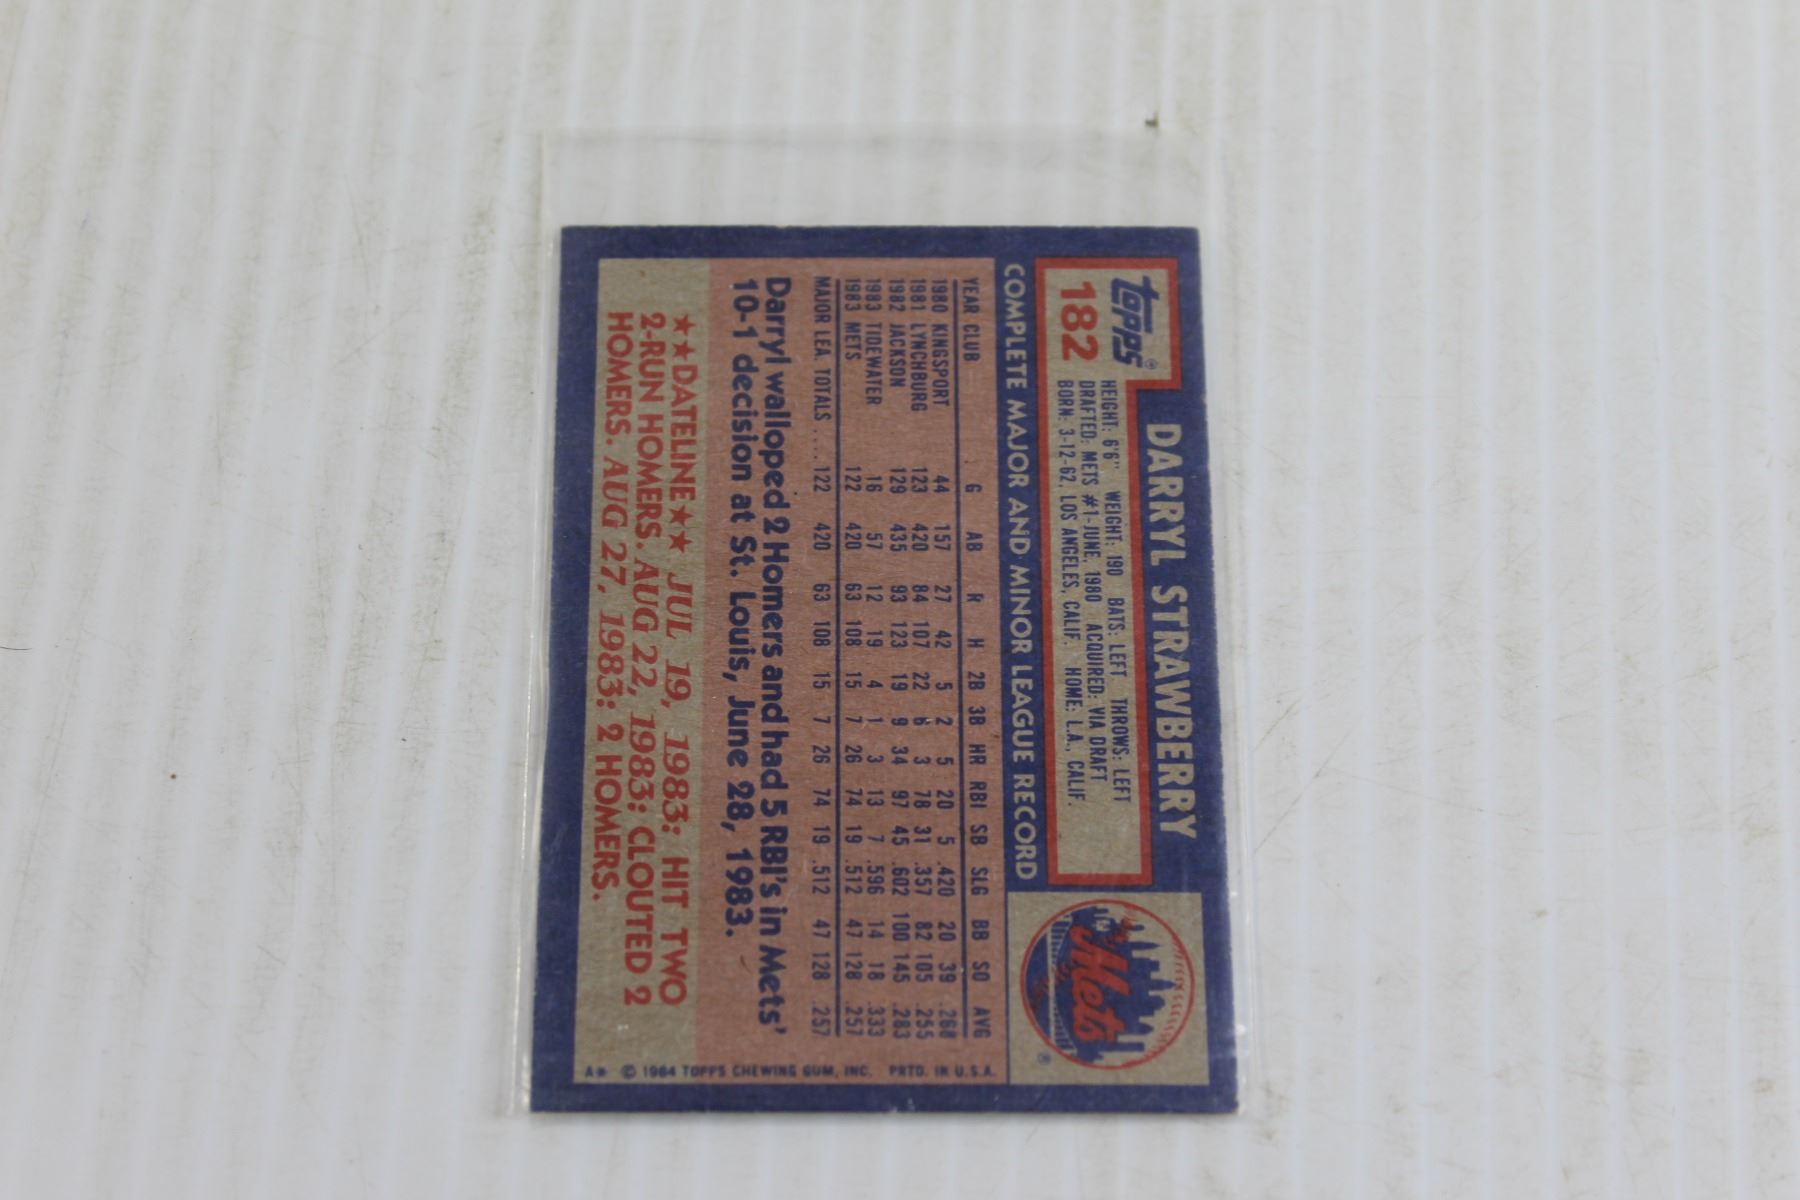 Topps®
182
DARRYL STRAWBERRY
HEIGHT: 6'6" WEIGHT: 190 BATS: LEFT THROWS: LEFT
DRAFTED: METS #1-JUNE, 1980 ACQUIRED: VIA DRAFT
BORN: 3-12-62, LOS ANGELES, CALIF. HOME: L.A., CALIF.
Mets
®
COMPLETE MAJOR AND MINOR LEAGUE RECORD
YEAR CLUB G AB R H 2B 3B HR RBI SB SLG BB SO AVG
1980 KINGSPORT 44 157 27 42 5 2 5 20 5 .420 20 39 .268
1981 LYNCHBURG 123 420 84 107 22 6 3 78 31 .357 82 105 .255
1982 JACKSON 129 435 93 123 19 9 34 97 45 .602 100 145 .283
1983 TIDEWATER 16 57 12 19 4 1 3 13 7 .596 14 18 .333
1983 METS 122 420 63 108 15 7 26 74 19 .512 47 128 .257
MAJOR LEA. TOTALS .... 122 420 63 108 15 7 26 74 19 .512 47 128 .257
Darryl walloped 2 Homers and had 5 RBI's in Mets'
10-1 decision at St. Louis, June 28, 1983.
★★DATELINE★★ JUL 19, 1983: HIT TWO
2-RUN HOMERS. AUG 22, 1983: CLOUTED 2
HOMERS. AUG 27, 1983: 2 HOMERS.
A* © 1984 TOPPS CHEWING GUM, INC. PRTD. IN U.S.A.